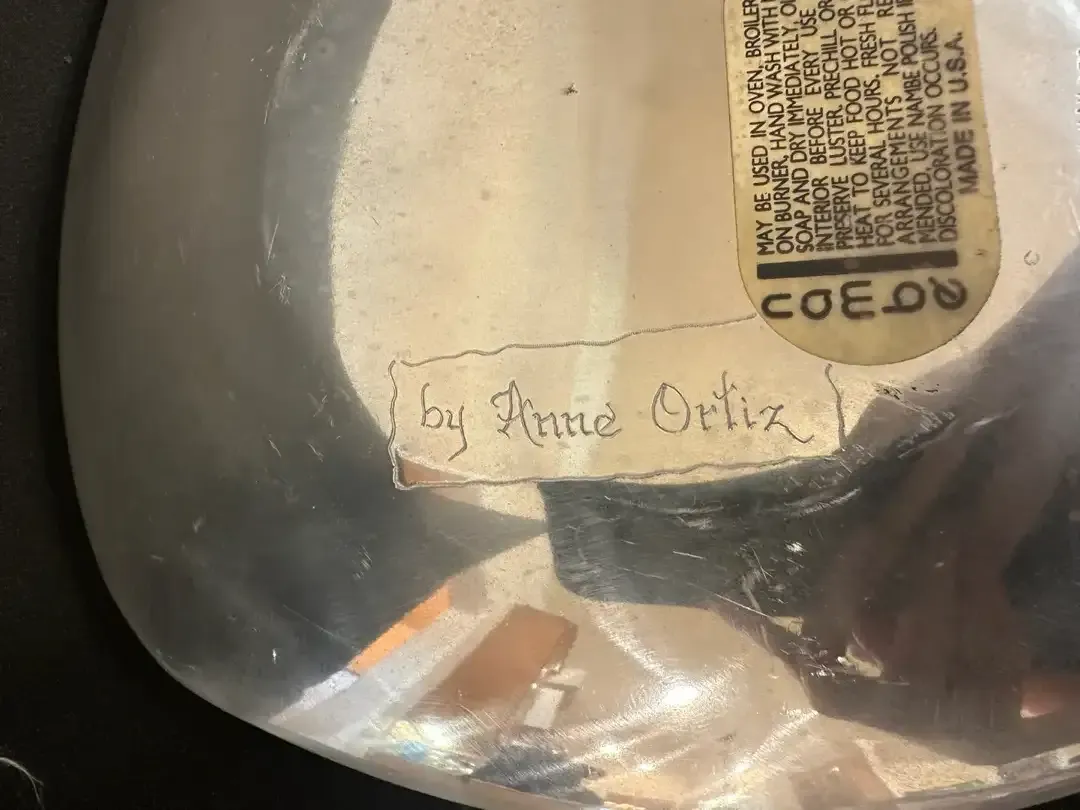 MAY BE USED IN OVEN, BROILER
ON BURNER, HAND WASH WITH
SOAP AND DRY IMMEDIATELY,
INTERIOR BEFORE EVERY USE
PRESERVE LUSTER. PRECHILL OR
HEAT TO KEEP FOOD HOT OR
FOR SEVERAL HOURS. FRESH
ARRANGEMENTS NOT
MENDED. USE NAMBE POLISH
DISCOLORATION OCCURS.
MADE IN U.S.A.
nambe
by Anne Ortiz